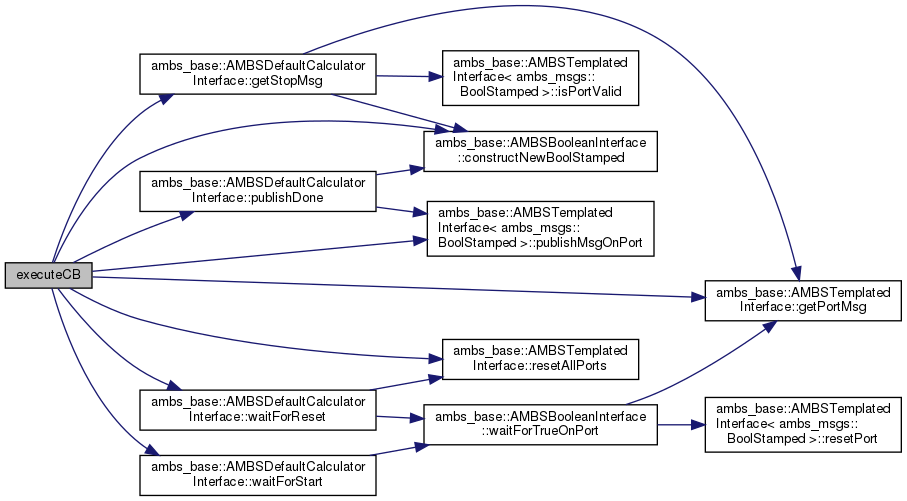 executeCB
ambs_base::AMBSDefaultCalculator
Interface::getStopMsg
ambs_base::AMBSTemplated
Interface< ambs_msgs::
BoolStamped >::isPortValid
ambs_base::AMBSBooleanInterface
::constructNewBoolStamped
ambs_base::AMBSDefaultCalculator
Interface::publishDone
ambs_base::AMBSTemplated
Interface< ambs_msgs::
BoolStamped >::publishMsgOnPort
ambs_base::AMBSTemplated
Interface::getPortMsg
ambs_base::AMBSTemplated
Interface::resetAllPorts
ambs_base::AMBSDefaultCalculator
Interface::waitForReset
ambs_base::AMBSBooleanInterface
::waitForTrueOnPort
ambs_base::AMBSTemplated
Interface< ambs_msgs::
BoolStamped >::resetPort
ambs_base::AMBSDefaultCalculator
Interface::waitForStart